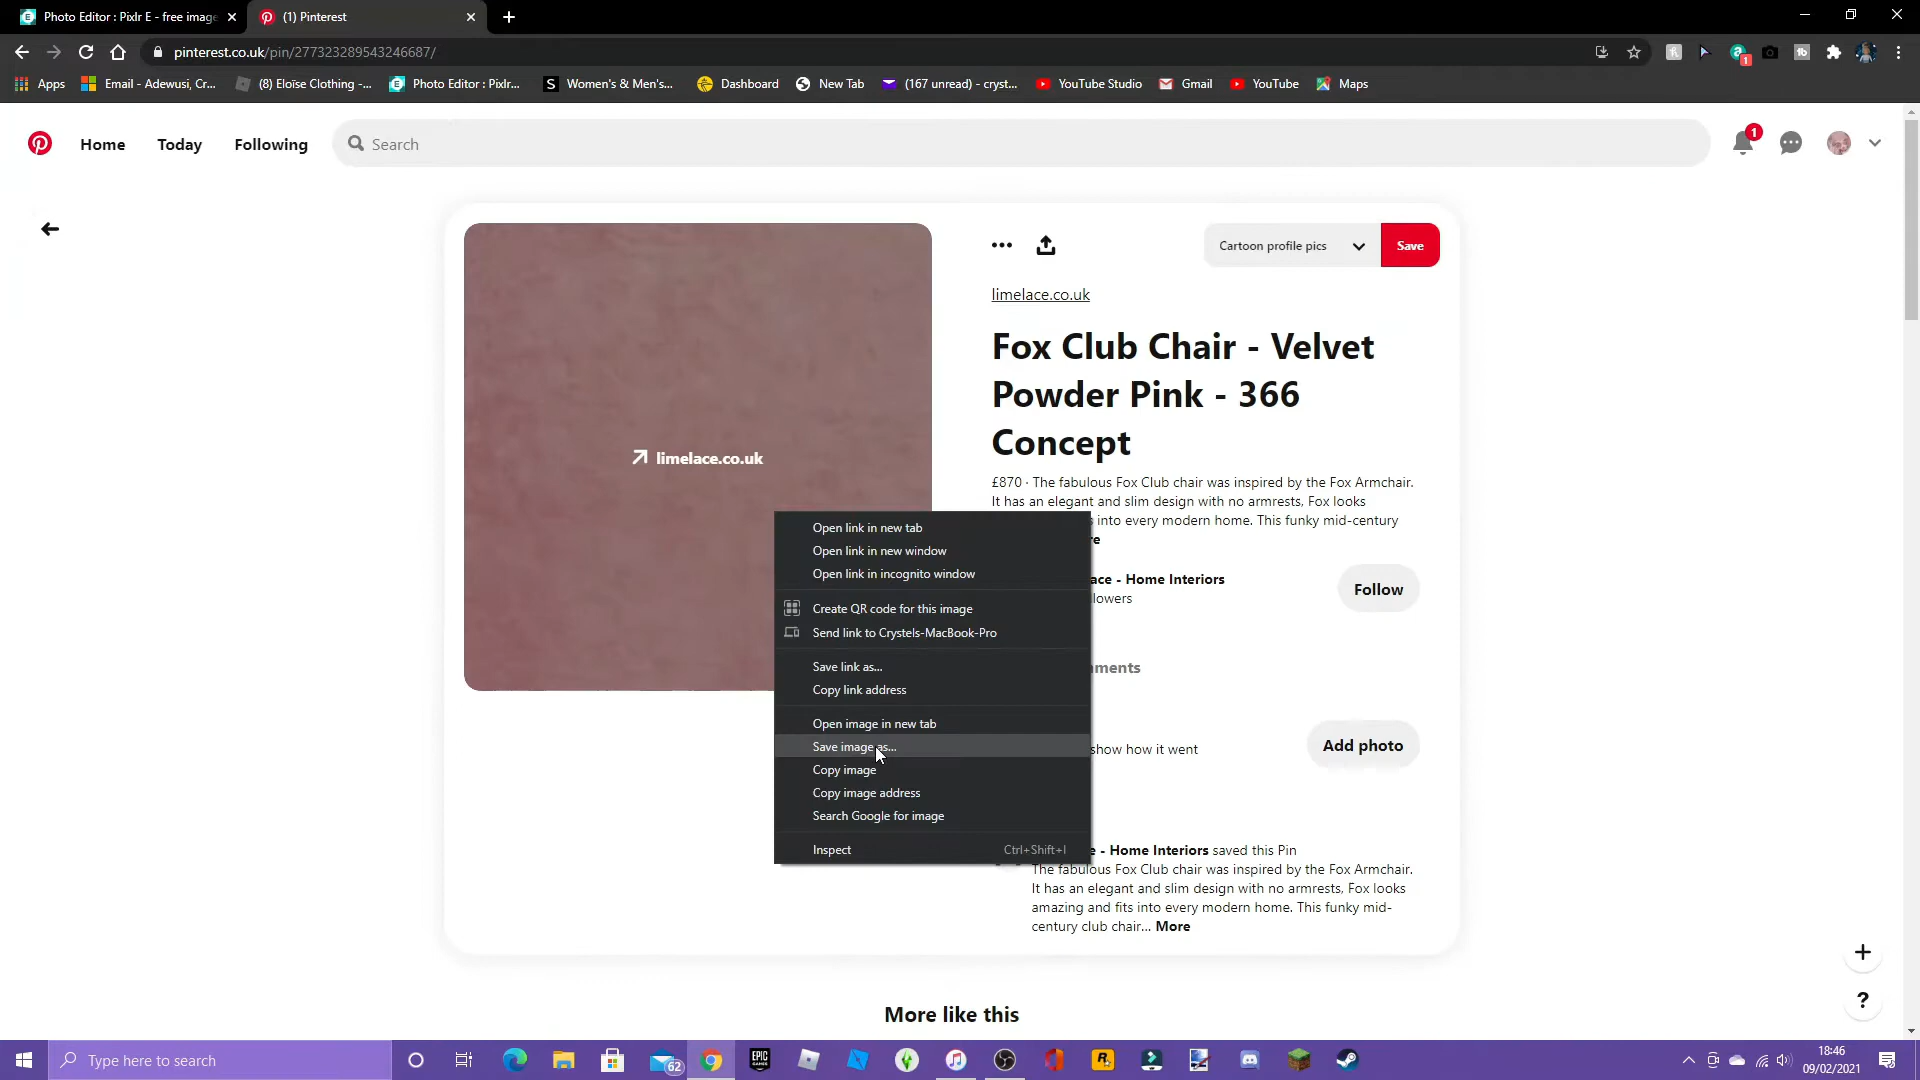 Photo Editor : Pixlr E - free image
(1) Pinterest
pinterest.co.uk/pin/277323289543246687/
1
Apps
Email - Adewusi, Cr...
(8) Eloïse Clothing -...
Photo Editor : Pixlr...
Women's & Men's...
Dashboard
New Tab
(167 unread) - cryst...
YouTube Studio
Gmail
YouTube
Maps
Home
Today
Following
Search
1
Cartoon profile pics
Save
limelace.co.uk
Fox Club Chair - Velvet
Powder Pink - 366
Concept
£870 · The fabulous Fox Club chair was inspired by the Fox Armchair.
It has an elegant and slim design with no armrests, Fox looks
into every modern home. This funky mid-century
re
limelace.co.uk
ace - Home Interiors
lowers
Follow
ments
show how it went
Add photo
e - Home Interiors saved this Pin
The fabulous Fox Club chair was inspired by the Fox Armchair.
It has an elegant and slim design with no armrests, Fox looks
amazing and fits into every modern home. This funky mid-
century club chair... More
Open link in new tab
Open link in new window
Open link in incognito window
Create QR code for this image
Send link to Crystels-MacBook-Pro
Save link as...
Copy link address
Open image in new tab
Save image as...
Copy image
Copy image address
Search Google for image
Inspect
Ctrl+Shift+I
More like this
?
Type here to search
62
EPIC
GAMES
18:46
09/02/2021